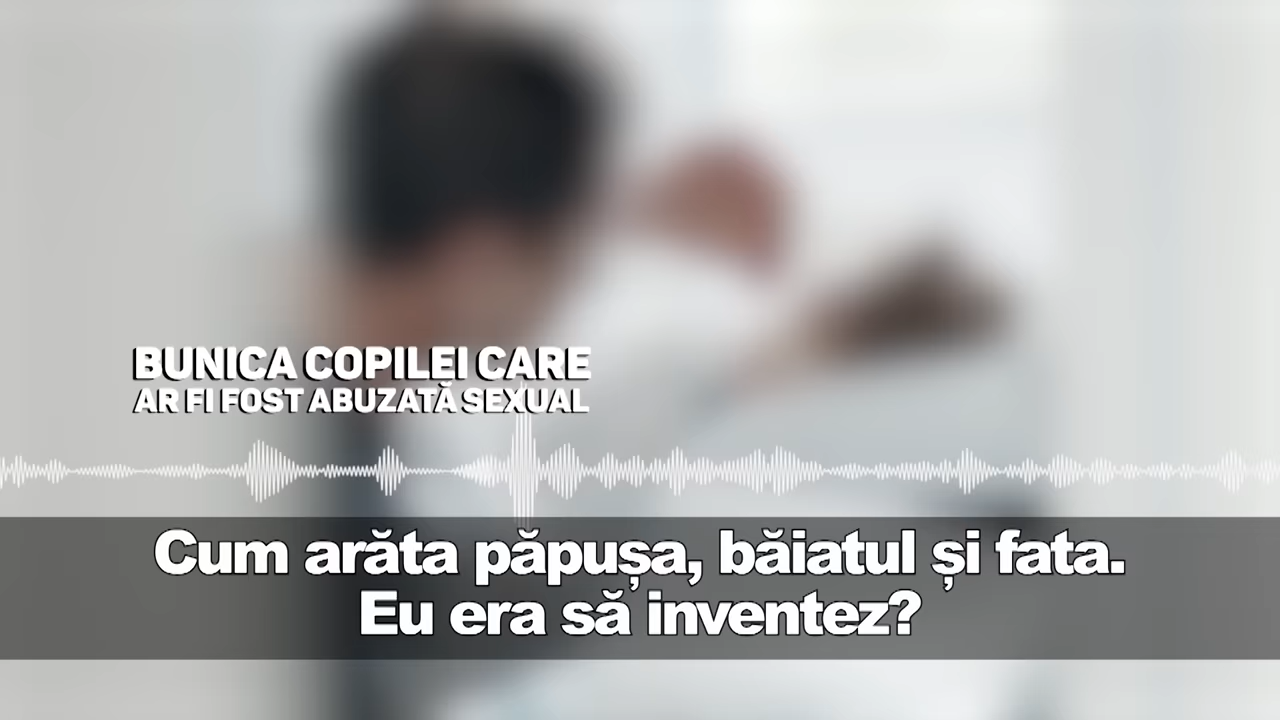 BUNICA COPILEI CARE
AR FI FOST ABUZATĂ SEXUAL
Cum arăta păpușa, băiatul și fata.
Eu era să inventez?